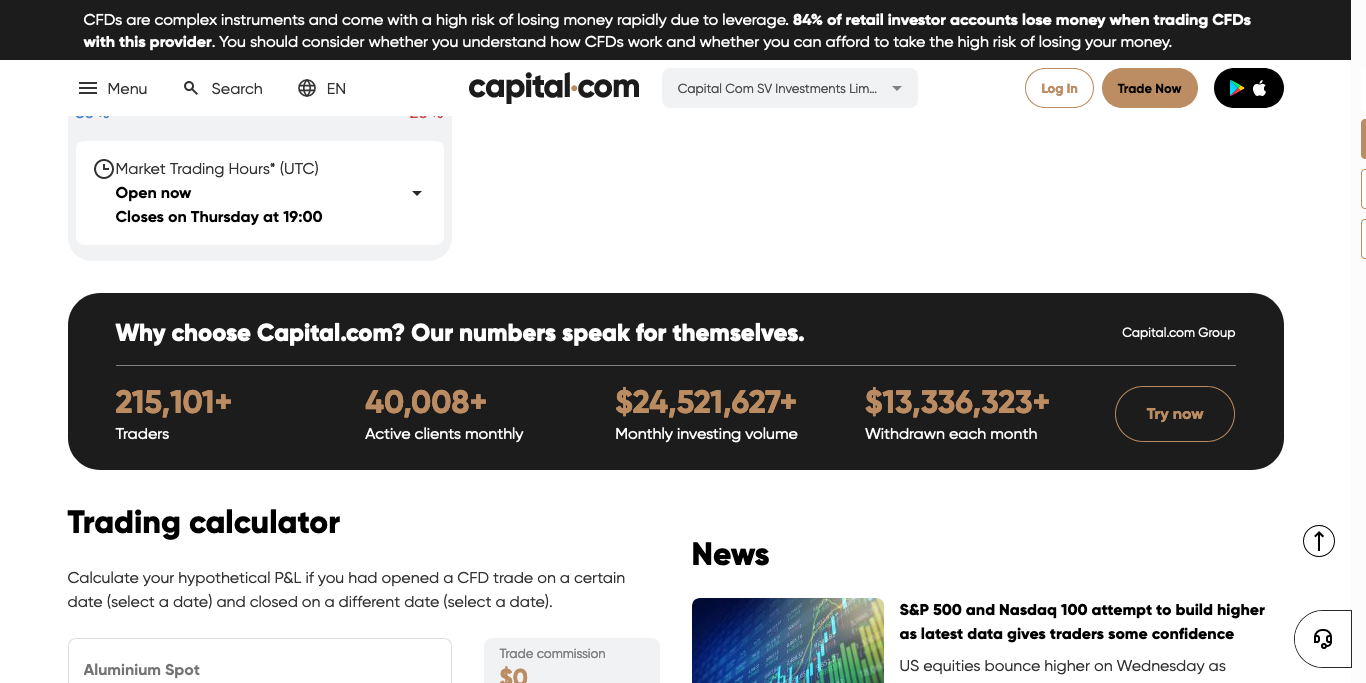 CFDs are complex instruments and come with a high risk of losing money rapidly due to leverage. 84% of retail investor accounts lose money when trading CFDs
with this provider. You should consider whether you understand how CFDs work and whether you can afford to take the high risk of losing your money.
Menu
Search
EN
capital.com
Capital Com SV Investments Lim...
Log In
Trade Now
Market Trading Hours* (UTC)
Open now
Closes on Thursday at 19:00
Why choose Capital.com? Our numbers speak for themselves.
Capital.com Group
215,101+
Traders
40,008+
Active clients monthly
$24,521,627+
Monthly investing volume
$13,336,323+
Withdrawn each month
Try now
Trading calculator
Calculate your hypothetical P&L if you had opened a CFD trade on a certain
date (select a date) and closed on a different date (select a date).
Aluminium Spot
Trade commission
$0
News
S&P 500 and Nasdaq 100 attempt to build higher
as latest data gives traders some confidence
US equities bounce higher on Wednesday as